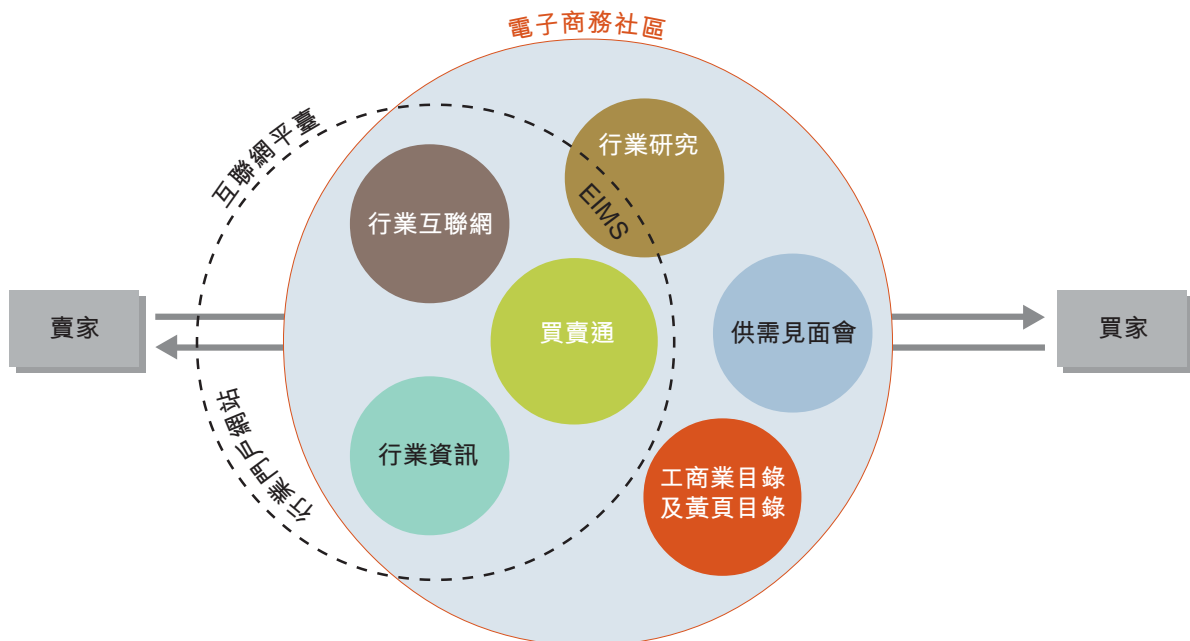 電子商務社區
互聯網平臺
行業研究
EIMS
行業互聯網
賣家
買賣通
供需見面會
買家
行業門戶網站
行業資訊
工商業目錄
及黃頁目錄